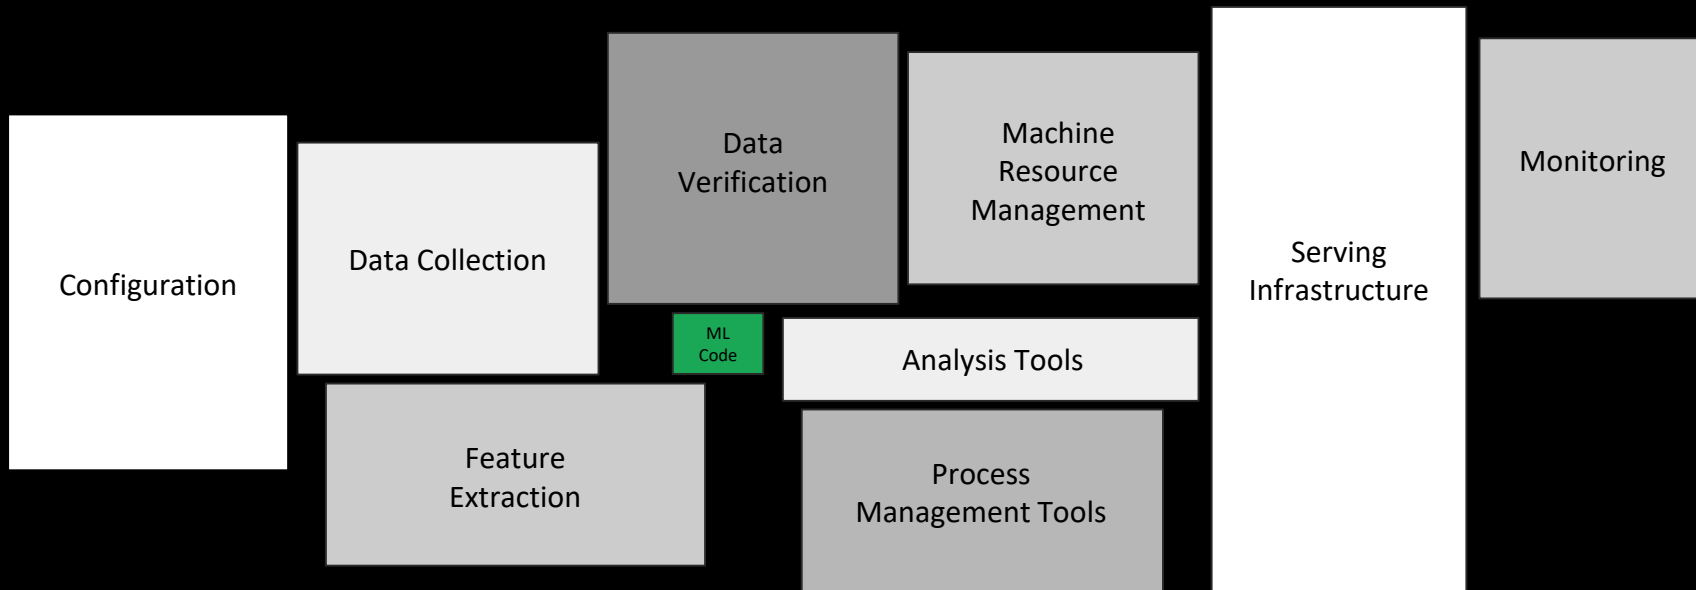 Configuration
Data Collection
Feature
Extraction
Data
Verification
ML
Code
Machine
Resource
Management
Analysis Tools
Process
Management Tools
Serving
Infrastructure
Monitoring